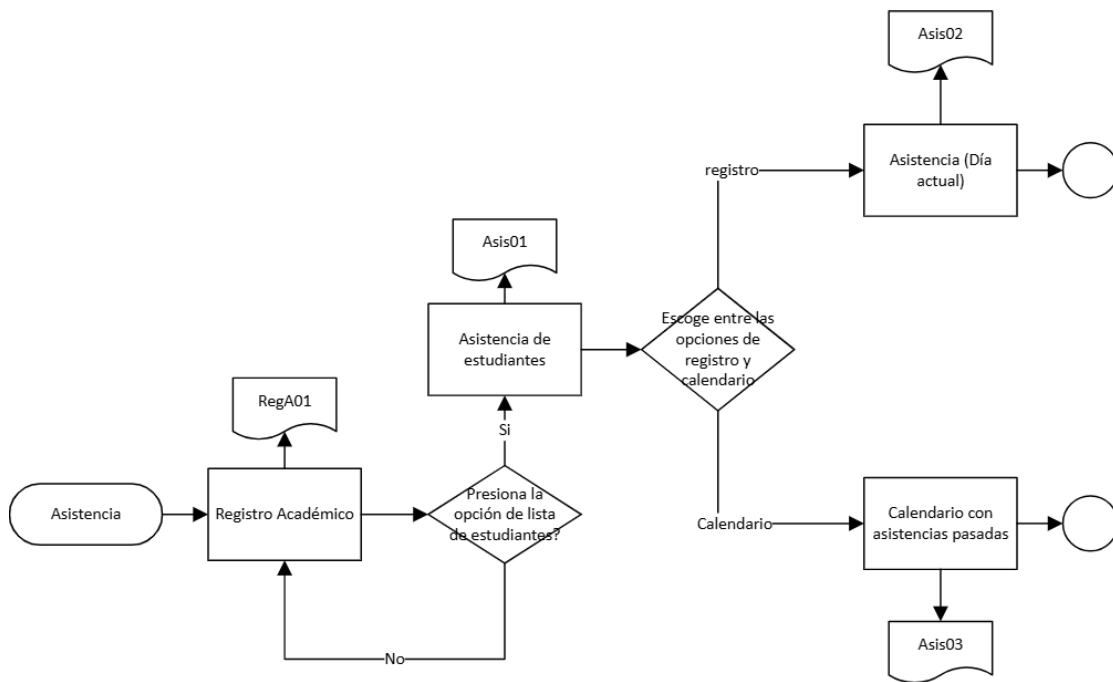 Asis02
Asistencia (Día
actual)
registro
Asis01
Asistencia de
estudiantes
Escoge entre las
opciones de
registro y
calendario
RegA01
Si
Asistencia
Registro Académico
Presiona la
opción de lista
de estudiantes?
Calendario
Calendario con
asistencias pasadas
No
Asis03